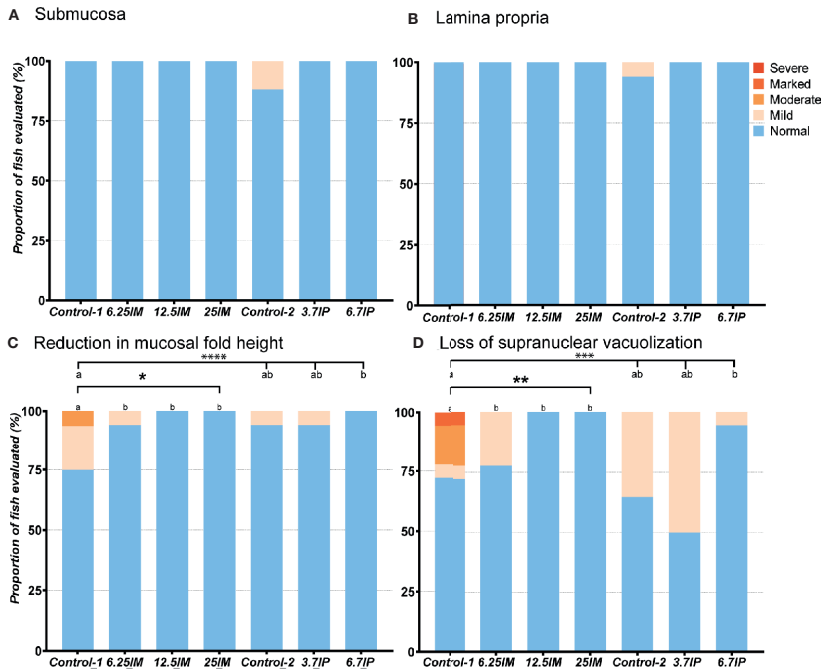 A Submucosa
Proportion of fish evaluated (%)
100
75
50
25
0
Control-1 6.25IM 12.5IM 25IM Control-2 3.7IP 6.7IP
B Lamina propria
100
75
50
25
0
Control-1 6.25IM 12.5IM 25IM Control-2 3.7IP 6.7IP
Severe
Marked
Moderate
Mild
Normal
C Reduction in mucosal fold height
****
a ab ab b
*
a b b b
Proportion of fish evaluated (%)
100
75
50
25
0
Control-1 6.25IM 12.5IM 25IM Control-2 3.7IP 6.7IP
D Loss of supranuclear vacuolization
***
a ab ab b
**
a b b b
100
75
50
25
0
Control-1 6.25IM 12.5IM 25IM Control-2 3.7IP 6.7IP